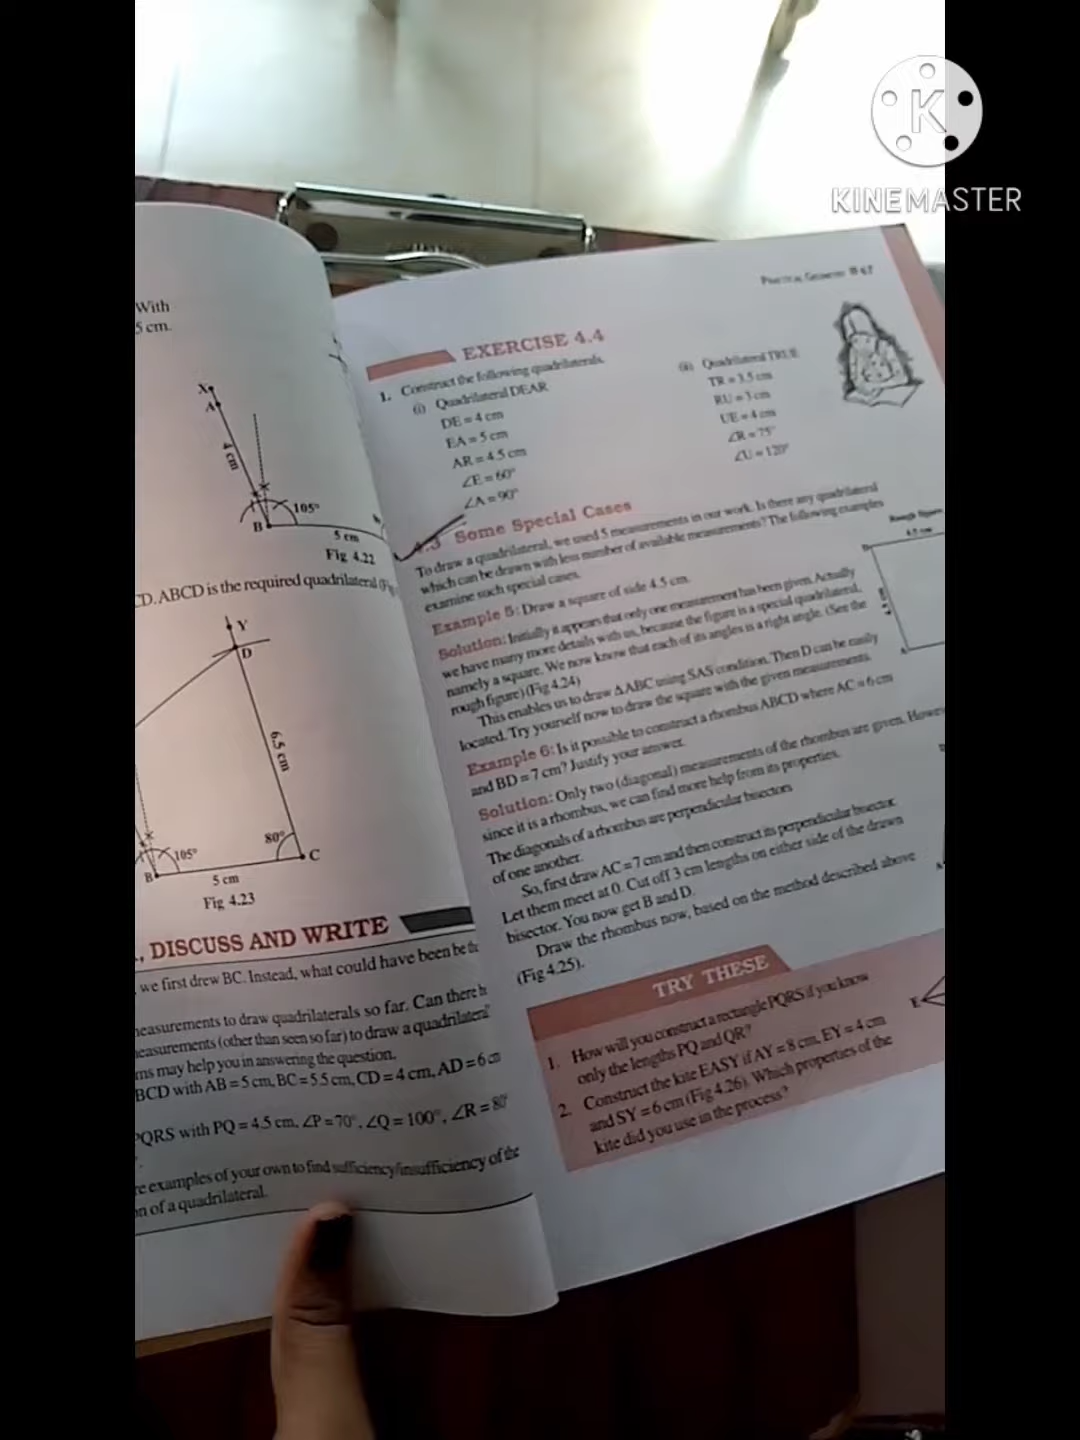 KINEMASTER
With
5 cm.
X
A
4 cm
B
105°
5 cm
Fig 4.22
CD. ABCD is the required quadrilateral
Y
D
6.5 cm
80°
C
105°
B
5 cm
Fig 4.23
, DISCUSS AND WRITE
, we first drew BC. Instead, what could have been be
easurements to draw quadrilaterals so far. Can there
easurements (other than seen so far) to draw a quadrilateral
ms may help you in answering the question.
BCD with AB = 5 cm, BC = 5.5 cm, CD = 4 cm, AD = 6 cm
PQRS with PQ = 4.5 cm, ∠P = 70°, ∠Q = 100°, ∠R = 80°
re examples of your own to find sufficiency/insufficiency of the
on of a quadrilateral.
PRACTICAL GEOMETRY 67
EXERCISE 4.4
1. Construct the following quadrilaterals.
(i) Quadrilateral DEAR
DE = 4 cm
EA = 5 cm
AR = 4.5 cm
∠E = 60°
∠A = 90°
(ii) Quadrilateral TRUE
TR = 3.5 cm
RU = 3 cm
UE = 4 cm
∠R = 75°
∠U = 120°
4.3 Some Special Cases
To draw a quadrilateral, we used 5 measurements in our work. Is there any quadrilateral
which can be drawn with less number of available measurements? The following examples
examine such special cases.
Example 5: Draw a square of side 4.5 cm.
Solution: Initially it appears that only one measurement has been given. Actually
we have many more details with us, because the figure is a special quadrilateral,
namely a square. We now know that each of its angles is a right angle. (See the
rough figure) (Fig 4.24)
This enables us to draw Δ ABC using SAS condition. Then D can be easily
located. Try yourself now to draw the square with the given measurements.
Rough figure
4.5 cm
A
Example 6: Is it possible to construct a rhombus ABCD where AC = 6 cm
and BD = 7 cm? Justify your answer.
Solution: Only two (diagonal) measurements of the rhombus are given. Howev
since it is a rhombus, we can find more help from its properties.
The diagonals of a rhombus are perpendicular bisectors
of one another.
So, first draw AC = 7 cm and then construct its perpendicular bisector.
Let them meet at 0. Cut off 3 cm lengths on either side of the drawn
bisector. You now get B and D.
Draw the rhombus now, based on the method described above
(Fig 4.25).
TRY THESE
1. How will you construct a rectangle PQRS if you know
only the lengths PQ and QR?
2. Construct the kite EASY if AY = 8 cm, EY = 4 cm
and SY = 6 cm (Fig 4.26). Which properties of the
kite did you use in the process?
E